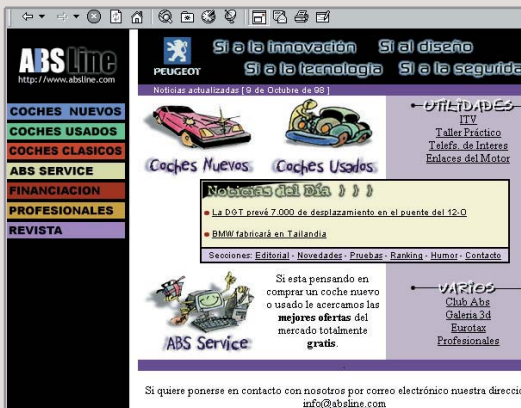 ABSLine
http://www.absline.com
COCHES NUEVOS
COCHES USADOS
COCHES CLASICOS
ABS SERVICE
FINANCIACION
PROFESIONALES
REVISTA
PEUGEOT
Si a la innovación Si al diseño
Si a la tecnología Si a la segurida
Noticias actualizadas [9 de Octubre de 98]
Coches Nuevos
Coches Usados
UTILIDADES
ITV
Taller Práctico
Telefs. de Interes
Enlaces del Motor
Noticias del Día
La DGT prevé 7.000 de desplazamiento en el puente del 12-O
BMW fabricará en Tailandia
Secciones: Editorial - Novedades - Pruebas - Ranking - Humor - Contacto
ABS Service
Si esta pensando en
comprar un coche nuevo
o usado le acercamos las
mejores ofertas del
mercado totalmente
gratis.
VARIOS
Club Abs
Galeria 3d
Eurotax
Profesionales
Si quiere ponerse en contacto con nosotros por correo electrónico nuestra direcció
info@absline.com